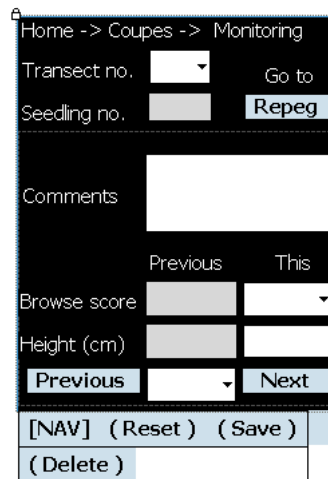 Home -> Coupes -> Monitoring
Transect no.
Go to
Seedling no.
Repeg
Comments
Previous This
Browse score
Height (cm)
Previous Next
[NAV] (Reset) (Save)
(Delete)